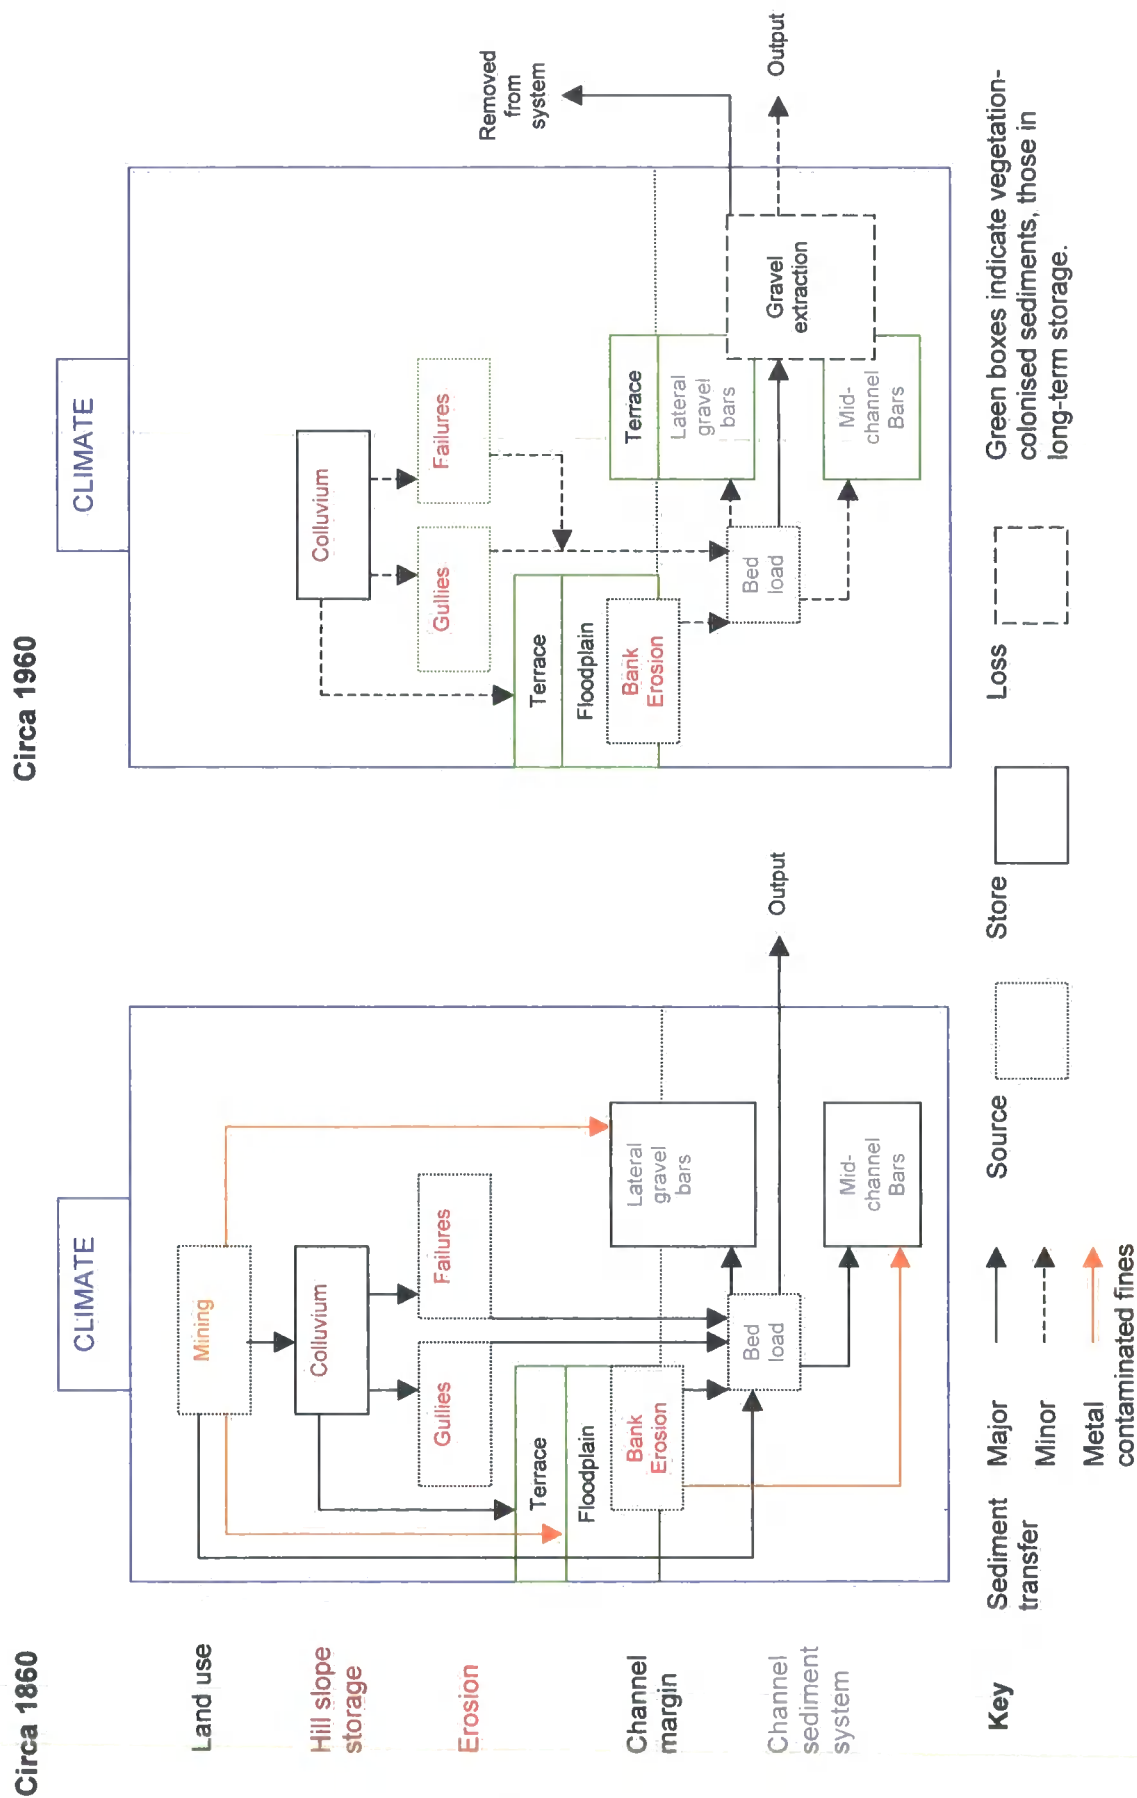 Circa 1860
CLIMATE
Land use
Mining
Hill slope
storage
Colluvium
Erosion
Gullies
Failures
Terrace
Floodplain
Channel
margin
Bank
Erosion
Lateral
gravel
bars
Channel
sediment
system
Bed
load
Mid-
channel
Bars
Output
Circa 1960
CLIMATE
Colluvium
Gullies
Failures
Terrace
Floodplain
Bank
Erosion
Terrace
Lateral
gravel
bars
Bed
load
Mid-
channel
Bars
Gravel
extraction
Removed
from
system
Output
Key
Sediment
transfer
Major
Minor
Metal
contaminated fines
Source
Store
Loss
Green boxes indicate vegetation-
colonised sediments, those in
long-term storage.